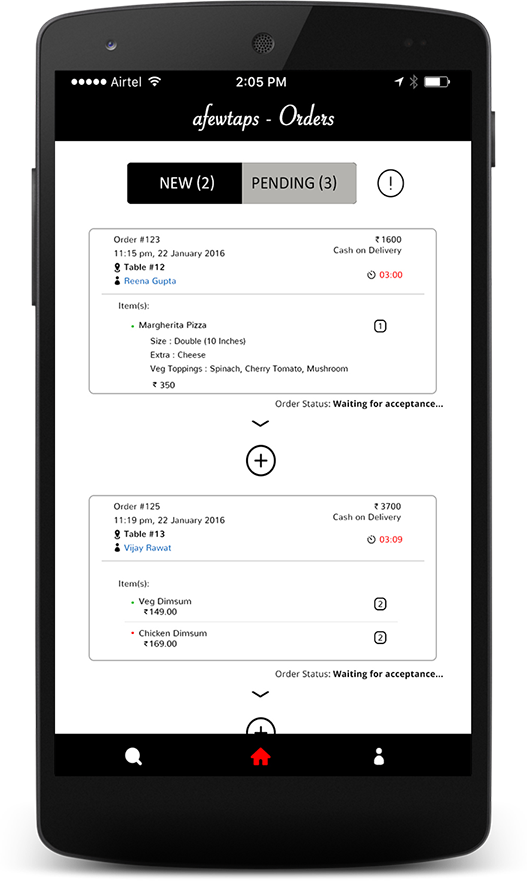 Airtel 2:05 PM
afewtaps - Orders
NEW (2) PENDING (3) !
Order #123 ₹ 1600
11:15 pm, 22 January 2016 Cash on Delivery
Table #12
Reena Gupta 03:00
Item(s):
Margherita Pizza 1
Size : Double (10 Inches)
Extra : Cheese
Veg Toppings : Spinach, Cherry Tomato, Mushroom
₹ 350
Order Status: Waiting for acceptance...
Order #125 ₹ 3700
11:19 pm, 22 January 2016 Cash on Delivery
Table #13
Vijay Rawat 03:09
Item(s):
Veg Dimsum 2
₹149.00
Chicken Dimsum 2
₹169.00
Order Status: Waiting for acceptance...